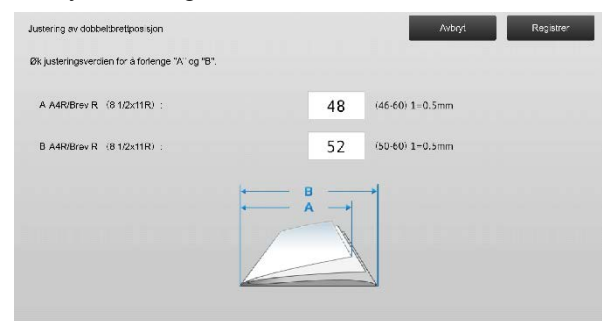 Justering av dobbeltbrettposisjon
Avbryt
Registrer
Øk justeringsverdien for å forlenge "A" og "B".
A A4R/Brev R (8 1/2x11R) :
48
(46-60) 1=0.5mm
B A4R/Brev R (8 1/2x11R) :
52
(50-60) 1=0.5mm
B
A